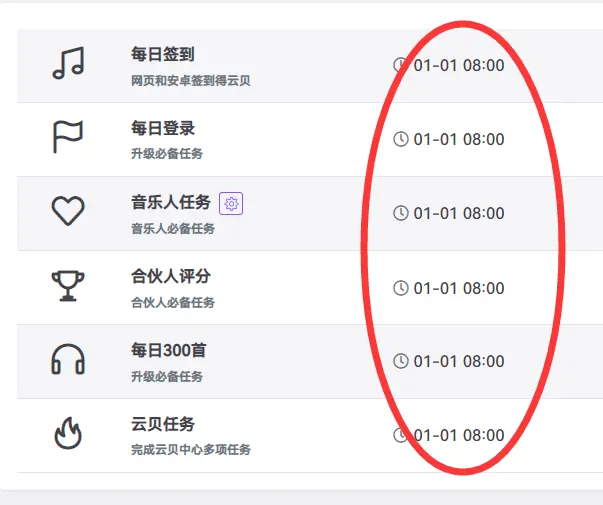 每日签到
网页和安卓签到得云贝
01-01 08:00
每日登录
升级必备任务
01-01 08:00
音乐人任务
音乐人必备任务
01-01 08:00
合伙人评分
合伙人必备任务
01-01 08:00
每日300首
升级必备任务
01-01 08:00
云贝任务
完成云贝中心多项任务
01-01 08:00